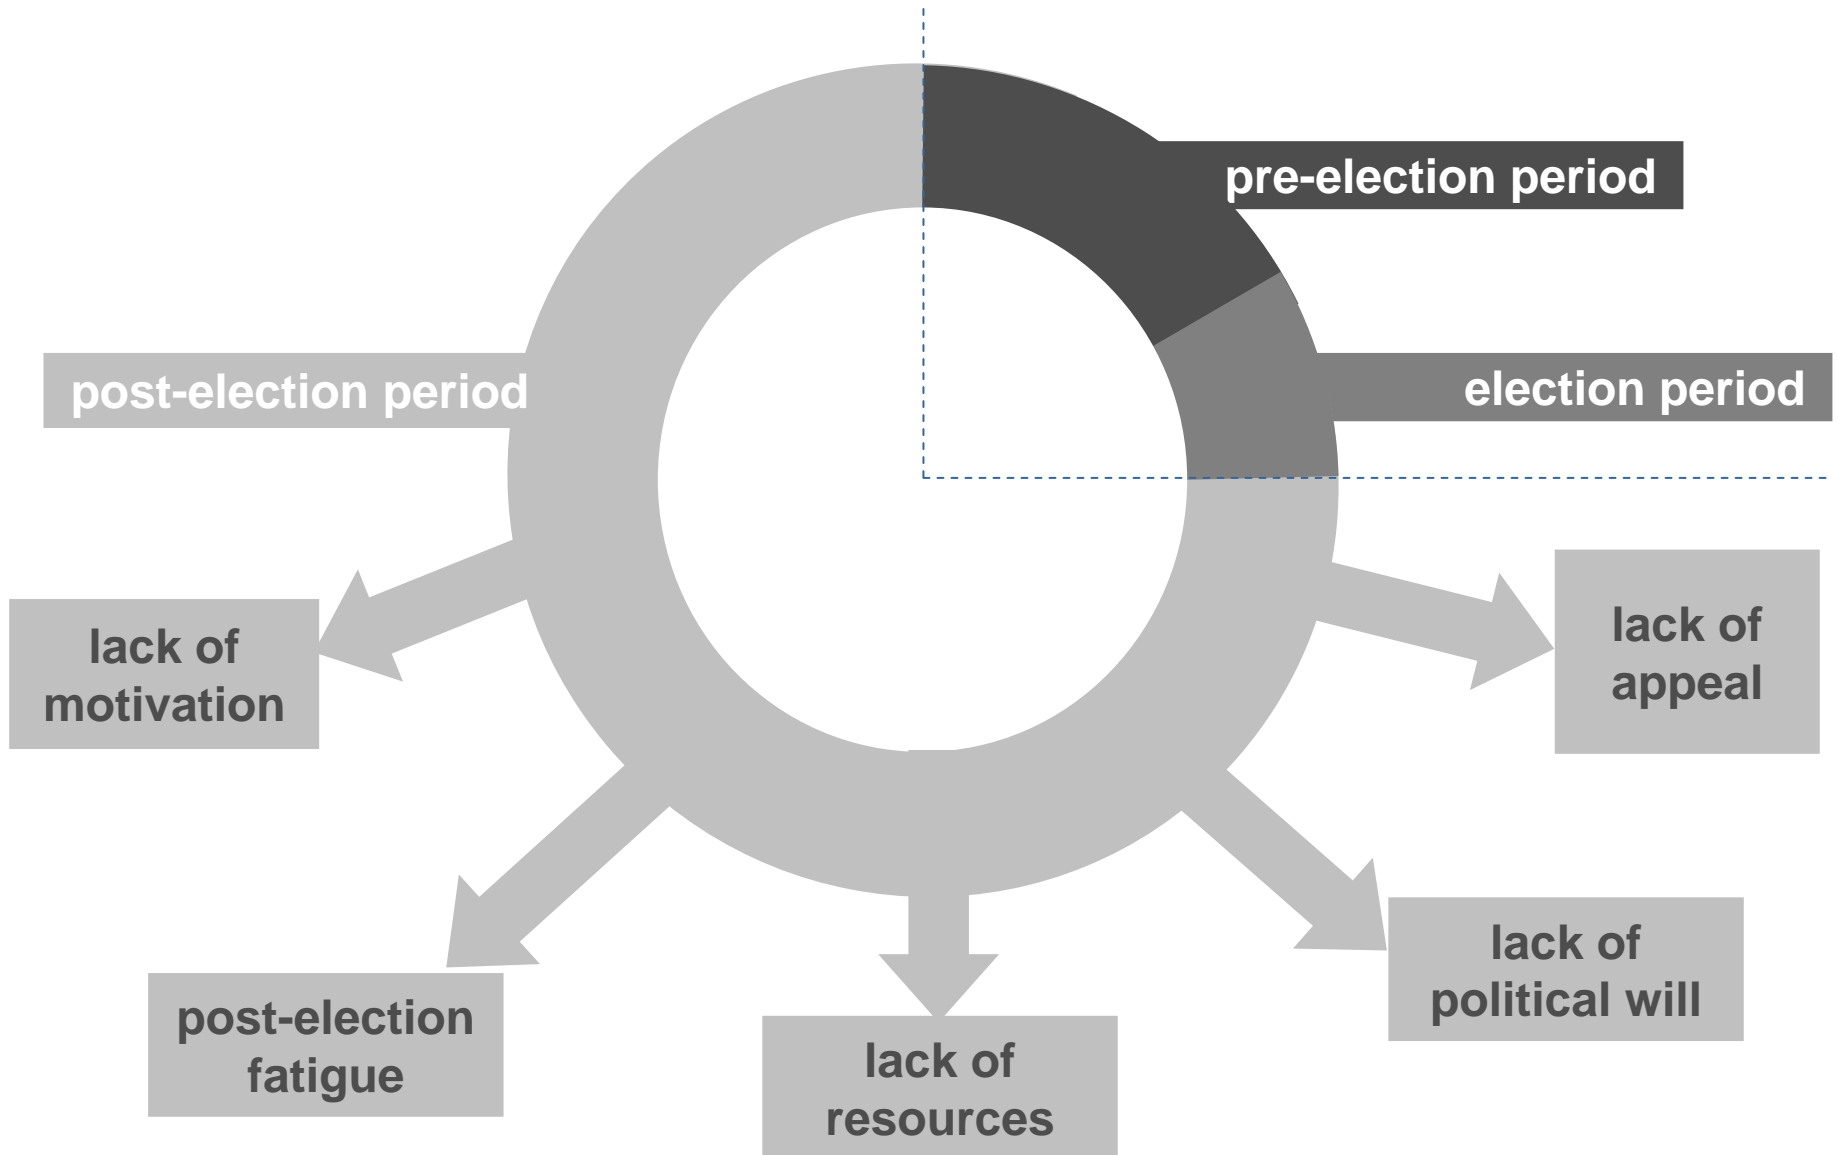 pre-election period
post-election period
election period
lack of
appeal
lack of
motivation
lack of
political will
post-election
fatigue
lack of
resources